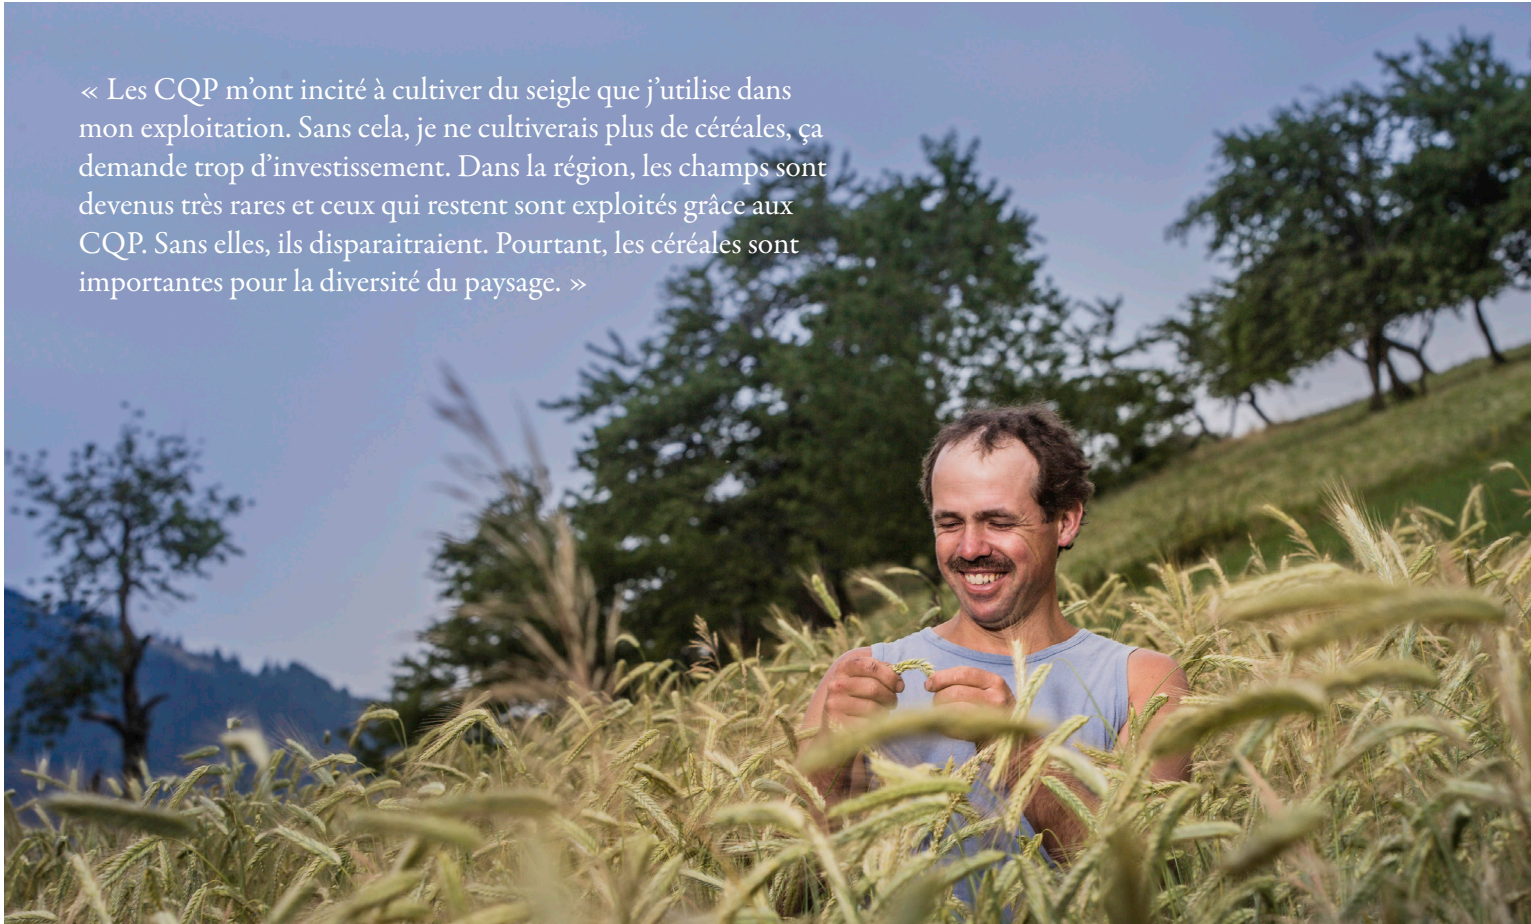 « Les CQP m’ont incité à cultiver du seigle que j’utilise dans
mon exploitation. Sans cela, je ne cultiverais plus de céréales, ça
demande trop d’investissement. Dans la région, les champs sont
devenus très rares et ceux qui restent sont exploités grâce aux
CQP. Sans elles, ils disparaitraient. Pourtant, les céréales sont
importantes pour la diversité du paysage. »